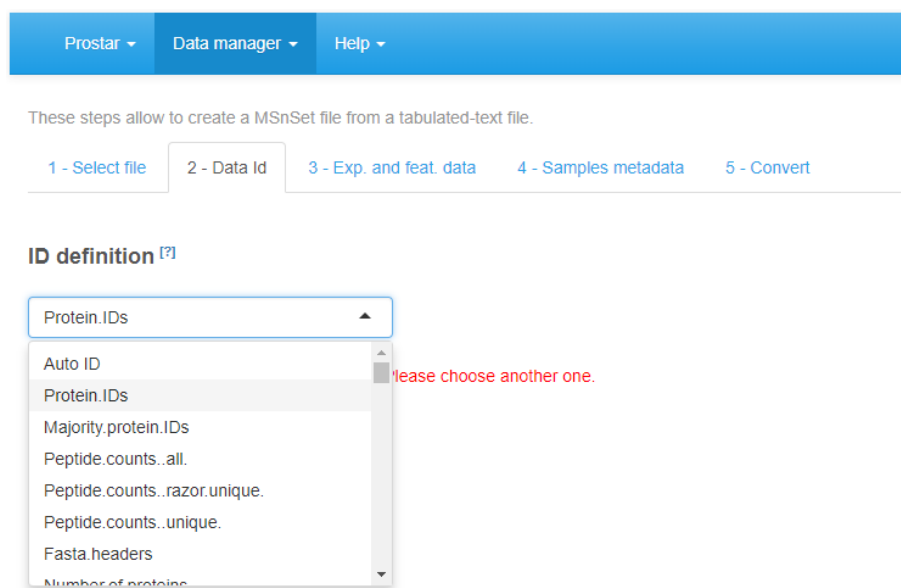 Prostar Data manager Help
These steps allow to create a MSnSet file from a tabulated-text file.
1 - Select file 2 - Data Id 3 - Exp. and feat. data 4 - Samples metadata 5 - Convert
ID definition [?]
Protein.IDs
Auto ID
lease choose another one.
Protein.IDs
Majority.protein.IDs
Peptide.counts..all.
Peptide.counts..razor.unique.
Peptide.counts..unique.
Fasta.headers
Number.of.proteins